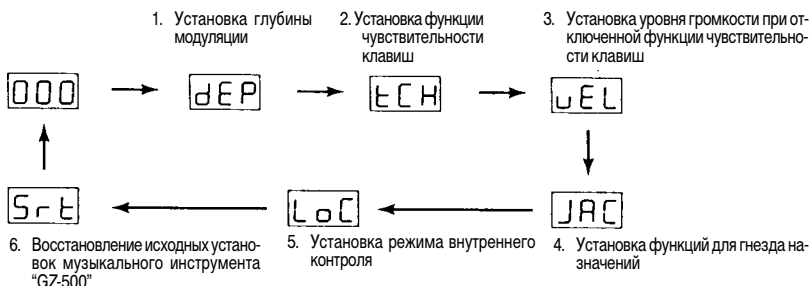 1. Установка глубины
модуляции
2. Установка функции
чувствительности
клавиш
3. Установка уровня громкости при от-
ключенной функции чувствительно-
сти клавиш
000
dEP
tCH
vEL
Srt
LoC
JAC
6. Восстановление исходных устано-
вок музыкального инструмента
"GZ-500"
5. Установка режима внутреннего
контроля
4. Установка функций для гнезда на-
значений